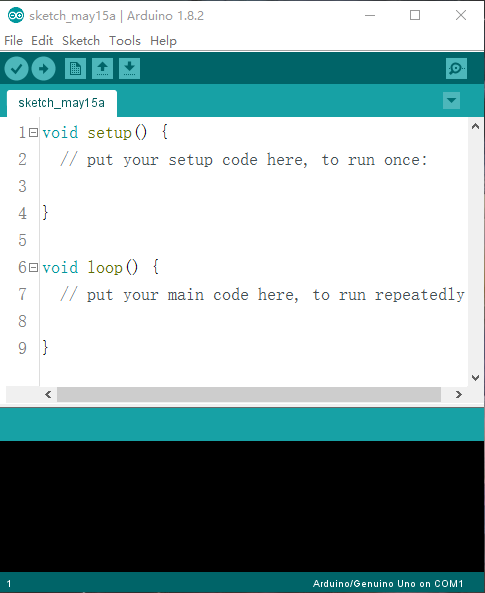 sketch_may15a | Arduino 1.8.2
File Edit Sketch Tools Help
sketch_may15a
1 void setup() {
2 // put your setup code here, to run once:
3
4 }
5
6 void loop() {
7 // put your main code here, to run repeatedly
8
9 }
1 Arduino/Genuino Uno on COM1